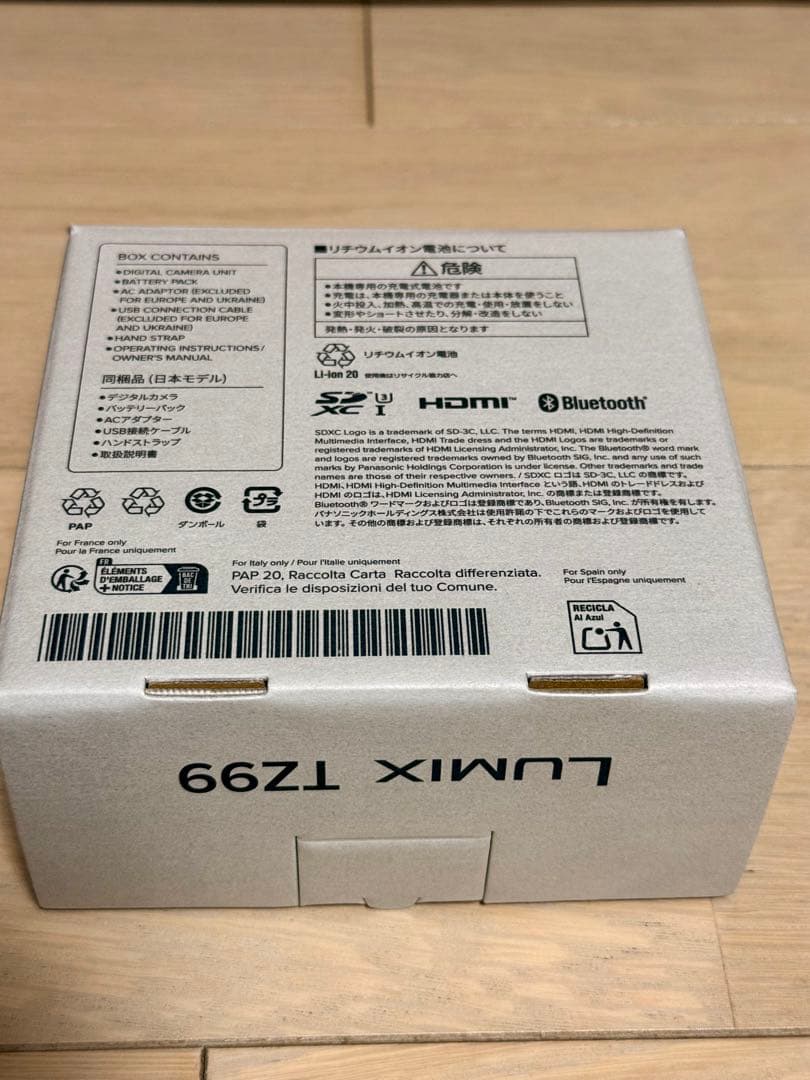 BOX CONTAINS
●DIGITAL CAMERA UNIT
●BATTERY PACK
●AC ADAPTOR (EXCLUDED
FOR EUROPE AND UKRAINE)
●USB CONNECTION CABLE
(EXCLUDED FOR EUROPE
AND UKRAINE)
●HAND STRAP
●OPERATING INSTRUCTIONS/
OWNER'S MANUAL
同梱品 (日本モデル)
●デジタルカメラ
●バッテリーパック
●ACアダプター
●USB接続ケーブル
●ハンドストラップ
●取扱説明書
■リチウムイオン電池について
危険
●本機専用の充電式電池です
●充電は、本機専用の充電器または本体を使うこと
●火中投入、加熱、高温での充電・使用・放置をしない
●変形やショートさせたり、分解・改造をしない
発熱・発火・破裂の原因となります
リチウムイオン電池
Li-ion 20 使用後はリサイクル協力店へ
SD XC I U3 HDMI™ Bluetooth®
SDXC Logo is a trademark of SD-3C, LLC. The terms HDMI, HDMI High-Definition
Multimedia Interface, HDMI Trade dress and the HDMI Logos are trademarks or
registered trademarks of HDMI Licensing Administrator, Inc. The Bluetooth® word mark
and logos are registered trademarks owned by Bluetooth SIG, Inc. and any use of such
marks by Panasonic Holdings Corporation is under license. Other trademarks and trade
names are those of their respective owners. / SDXC ロゴは SD-3C, LLC の商標です。
HDMI、HDMI High-Definition Multimedia Interface という語、HDMI のトレードドレスおよび
HDMI のロゴは、HDMI Licensing Administrator, Inc. の商標または登録商標です。
Bluetooth® ワードマークおよびロゴは登録商標であり、Bluetooth SIG, Inc. が所有権を有します。
パナソニックホールディングス株式会社は使用許諾の下でこれらのマークおよびロゴを使用して
います。その他の商標および登録商標は、それぞれの所有者の商標および登録商標です。
プラ
PAP
ダンボール
袋
For France only
Pour la France uniquement
FR
ÉLÉMENTS
D'EMBALLAGE
+ NOTICE
BAC
DE
TRI
For Italy only / Pour l'Italie uniquement
PAP 20, Raccolta Carta Raccolta differenziata.
Verifica le disposizioni del tuo Comune.
For Spain only
Pour l'Espagne uniquement
RECICLA
Al Azul
LUMIX TZ99